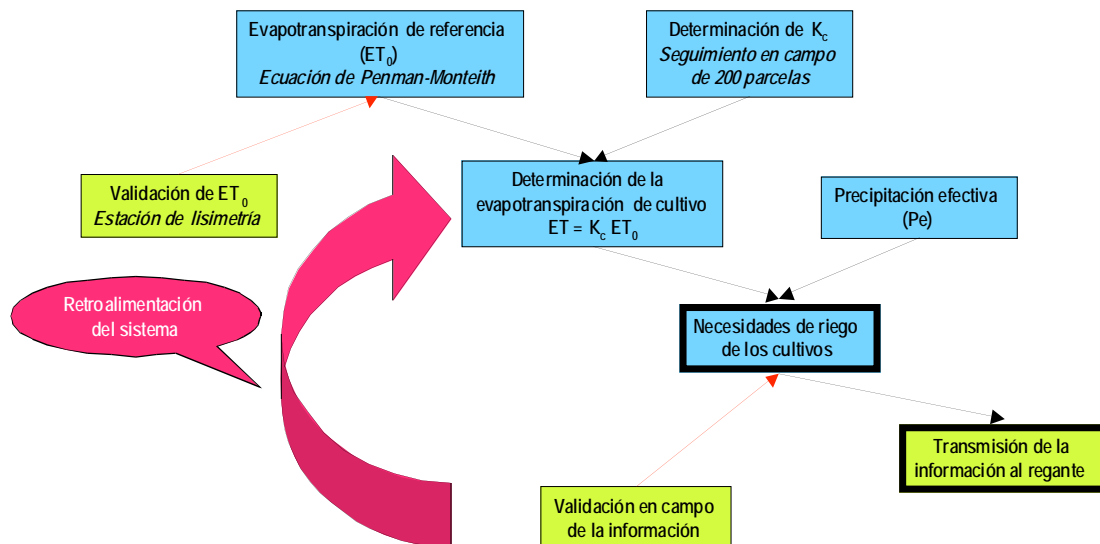 Evapotranspiración de referencia
(ET₀)
Ecuación de Penman-Monteith
Determinación de K꜀
Seguimiento en campo
de 200 parcelas
Validación de ET₀
Estación de lisimetría
Determinación de la
evapotranspiración de cultivo
ET = K꜀ ET₀
Precipitación efectiva
(Pe)
Retroalimentación
del sistema
Necesidades de riego
de los cultivos
Transmisión de la
información al regante
Validación en campo
de la información